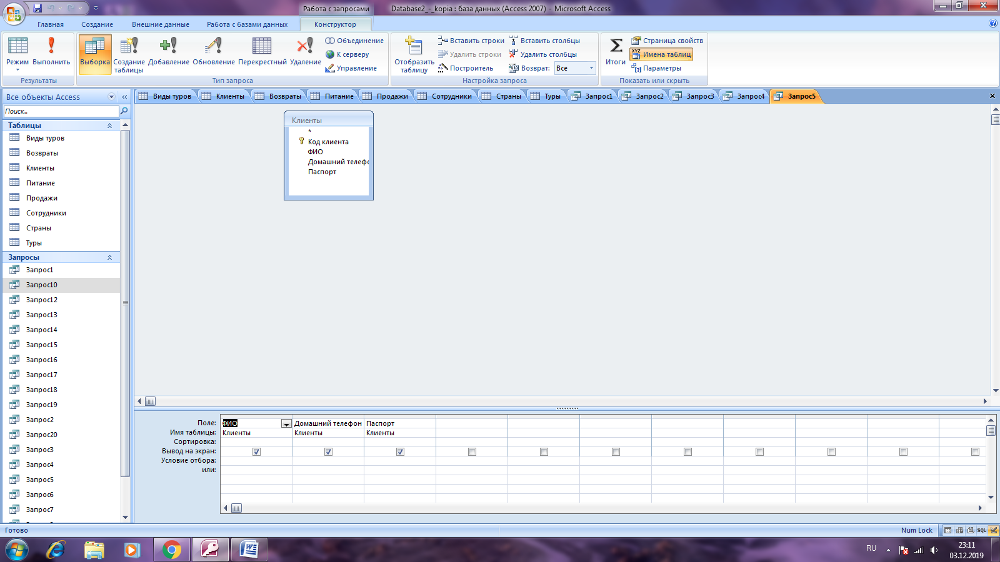 Работа с запросами
Database2_-_kopia : база данных (Access 2007) - Microsoft Access
Главная
Создание
Внешние данные
Работа с базами данных
Конструктор
Режим
Выполнить
Результаты
Выборка
Создание таблицы
Добавление
Обновление
Перекрестный
Удаление
Объединение
К серверу
Управление
Тип запроса
Отобразить таблицу
Вставить строки
Удалить строки
Построитель
Вставить столбцы
Удалить столбцы
Возврат:
Все
Настройка запроса
Итоги
Страница свойств
XYZ
Имена таблиц
Параметры
Показать или скрыть
Все объекты Access
Поиск...
Таблицы
Виды туров
Возвраты
Клиенты
Питание
Продажи
Сотрудники
Страны
Туры
Запросы
Запрос1
Запрос10
Запрос12
Запрос13
Запрос14
Запрос15
Запрос16
Запрос17
Запрос18
Запрос19
Запрос2
Запрос20
Запрос3
Запрос4
Запрос5
Запрос6
Запрос7
Виды туров
Клиенты
Возвраты
Питание
Продажи
Сотрудники
Страны
Туры
Запрос1
Запрос2
Запрос3
Запрос4
Запрос5
Клиенты
*
Код клиента
ФИО
Домашний телефо
Паспорт
Поле: ФИО Домашний телефон Паспорт
Имя таблицы: Клиенты Клиенты Клиенты
Сортировка:
Вывод на экран:
Условие отбора:
или:
Готово
Num Lock
SQL
RU
23:11
03.12.2019